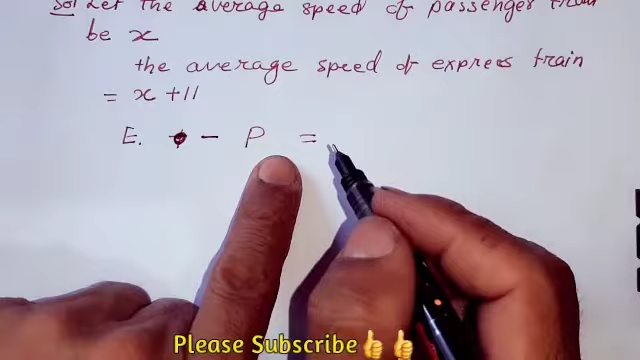 Sol Let the average speed of passenger train
be x
the average speed of express train
= x + 11
E. - P =
Please Subscribe